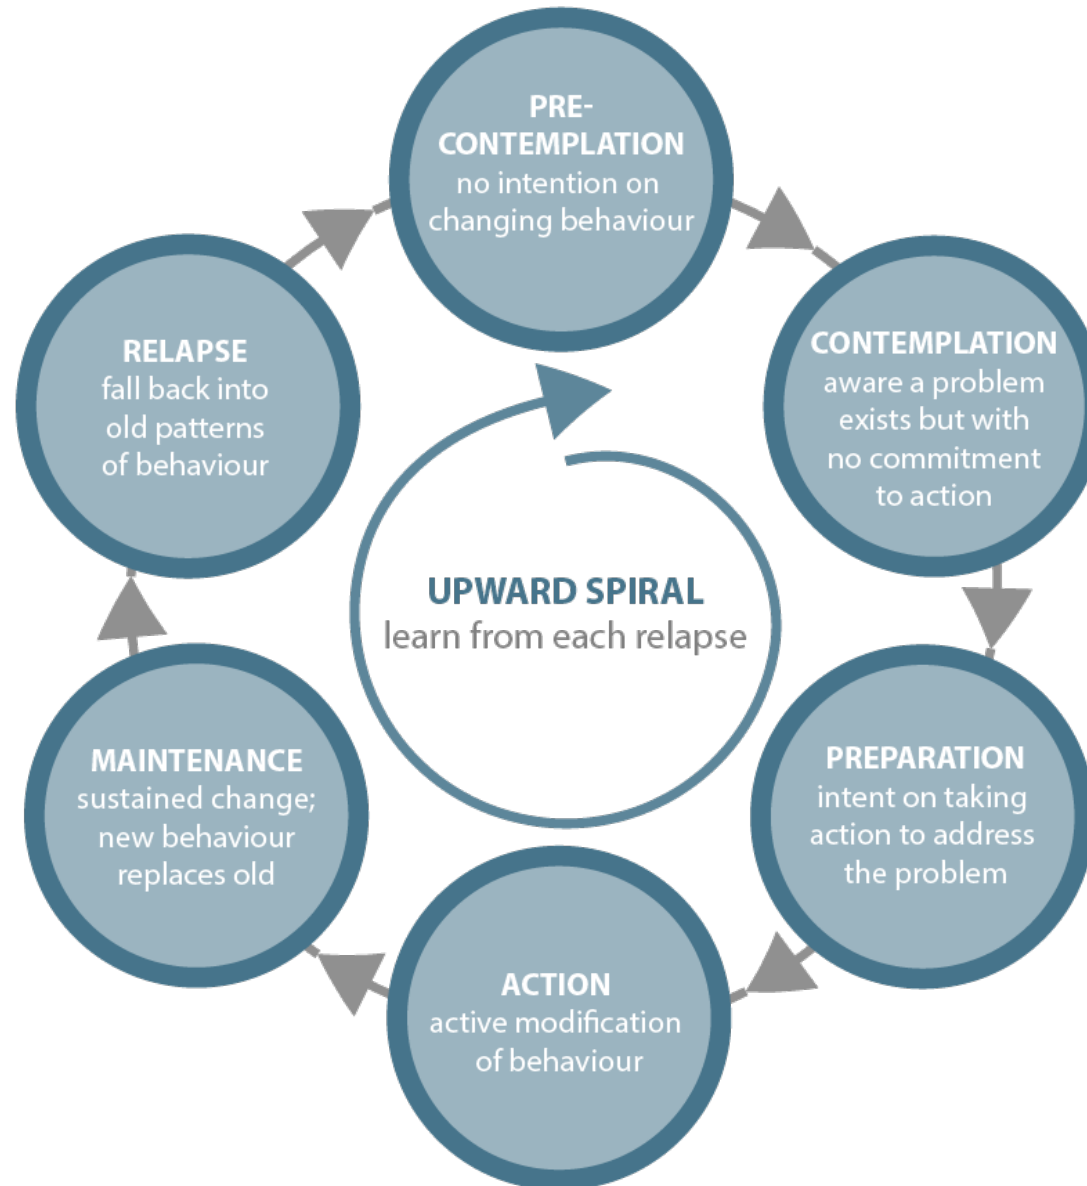 PRE-
CONTEMPLATION
no intention on
changing behaviour
CONTEMPLATION
aware a problem
exists but with
no commitment
to action
PREPARATION
intent on taking
action to address
the problem
ACTION
active modification
of behaviour
MAINTENANCE
sustained change;
new behaviour
replaces old
RELAPSE
fall back into
old patterns
of behaviour
UPWARD SPIRAL
learn from each relapse